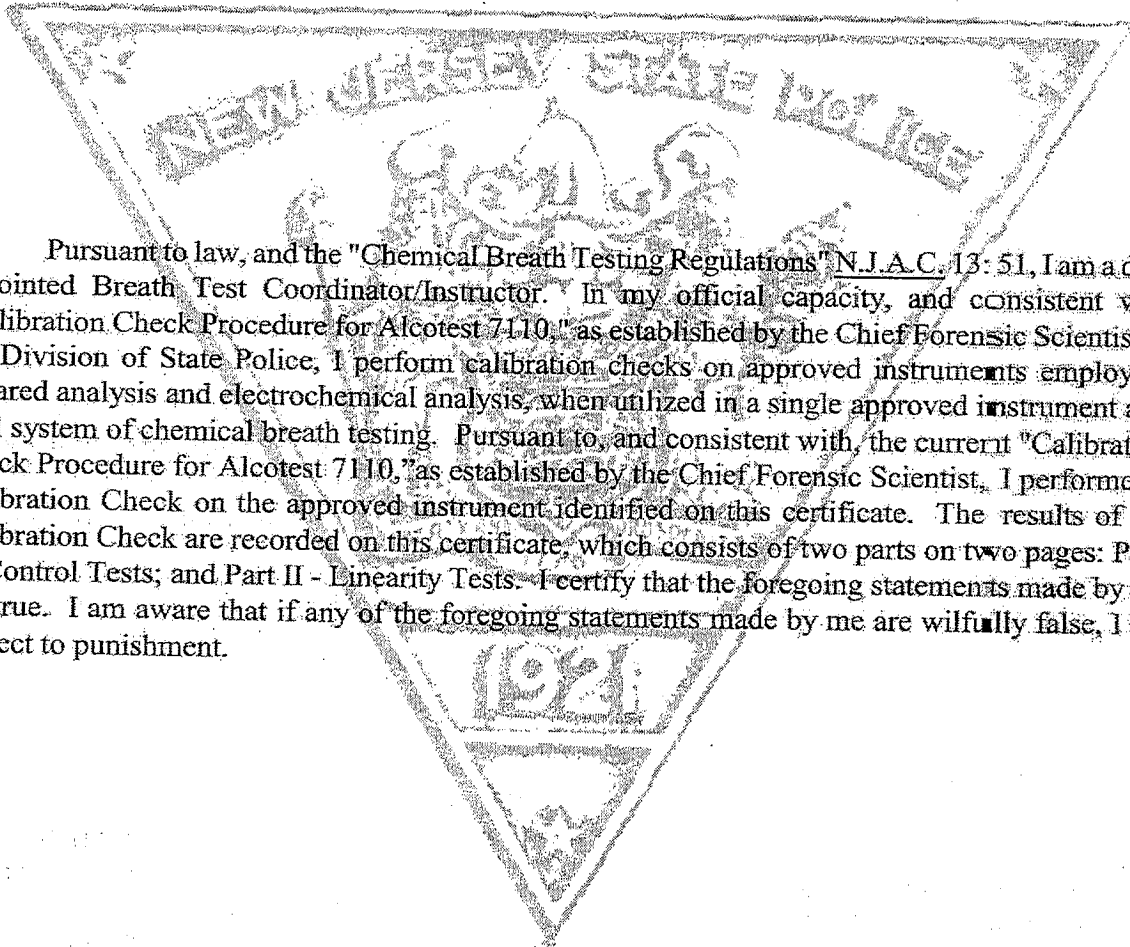 NEW JERSEY STATE POLICE
Pursuant to law, and the "Chemical Breath Testing Regulations" N.J.A.C. 13: 51, I am a d
ointed Breath Test Coordinator/Instructor. In my official capacity, and consistent v
libration Check Procedure for Alcotest 7110," as established by the Chief Forensic Scientis
Division of State Police, I perform calibration checks on approved instruments employ
ared analysis and electrochemical analysis, when utilized in a single approved instrument a
system of chemical breath testing. Pursuant to, and consistent with, the current "Calibrat
ck Procedure for Alcotest 7110," as established by the Chief Forensic Scientist, I performe
bration Check on the approved instrument identified on this certificate. The results of
bration Check are recorded on this certificate, which consists of two parts on two pages: P
Control Tests; and Part II - Linearity Tests. I certify that the foregoing statements made by
rue. I am aware that if any of the foregoing statements made by me are wilfully false, I
ect to punishment.
1921